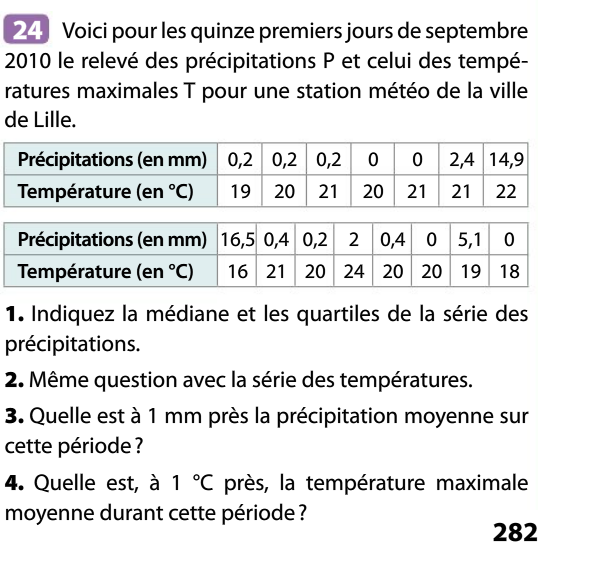 24 Voici pour les quinze premiers jours de septembre
2010 le relevé des précipitations P et celui des tempé-
ratures maximales T pour une station météo de la ville
de Lille.
Précipitations (en mm) 0,2 0,2 0,2 0 0 2,4 14,9
Température (en °C) 19 20 21 20 21 21 22
Précipitations (en mm) 16,5 0,4 0,2 2 0,4 0 5,1 0
Température (en °C) 16 21 20 24 20 20 19 18
1. Indiquez la médiane et les quartiles de la série des
précipitations.
2. Même question avec la série des températures.
3. Quelle est à 1 mm près la précipitation moyenne sur
cette période ?
4. Quelle est, à 1 °C près, la température maximale
moyenne durant cette période ?
282